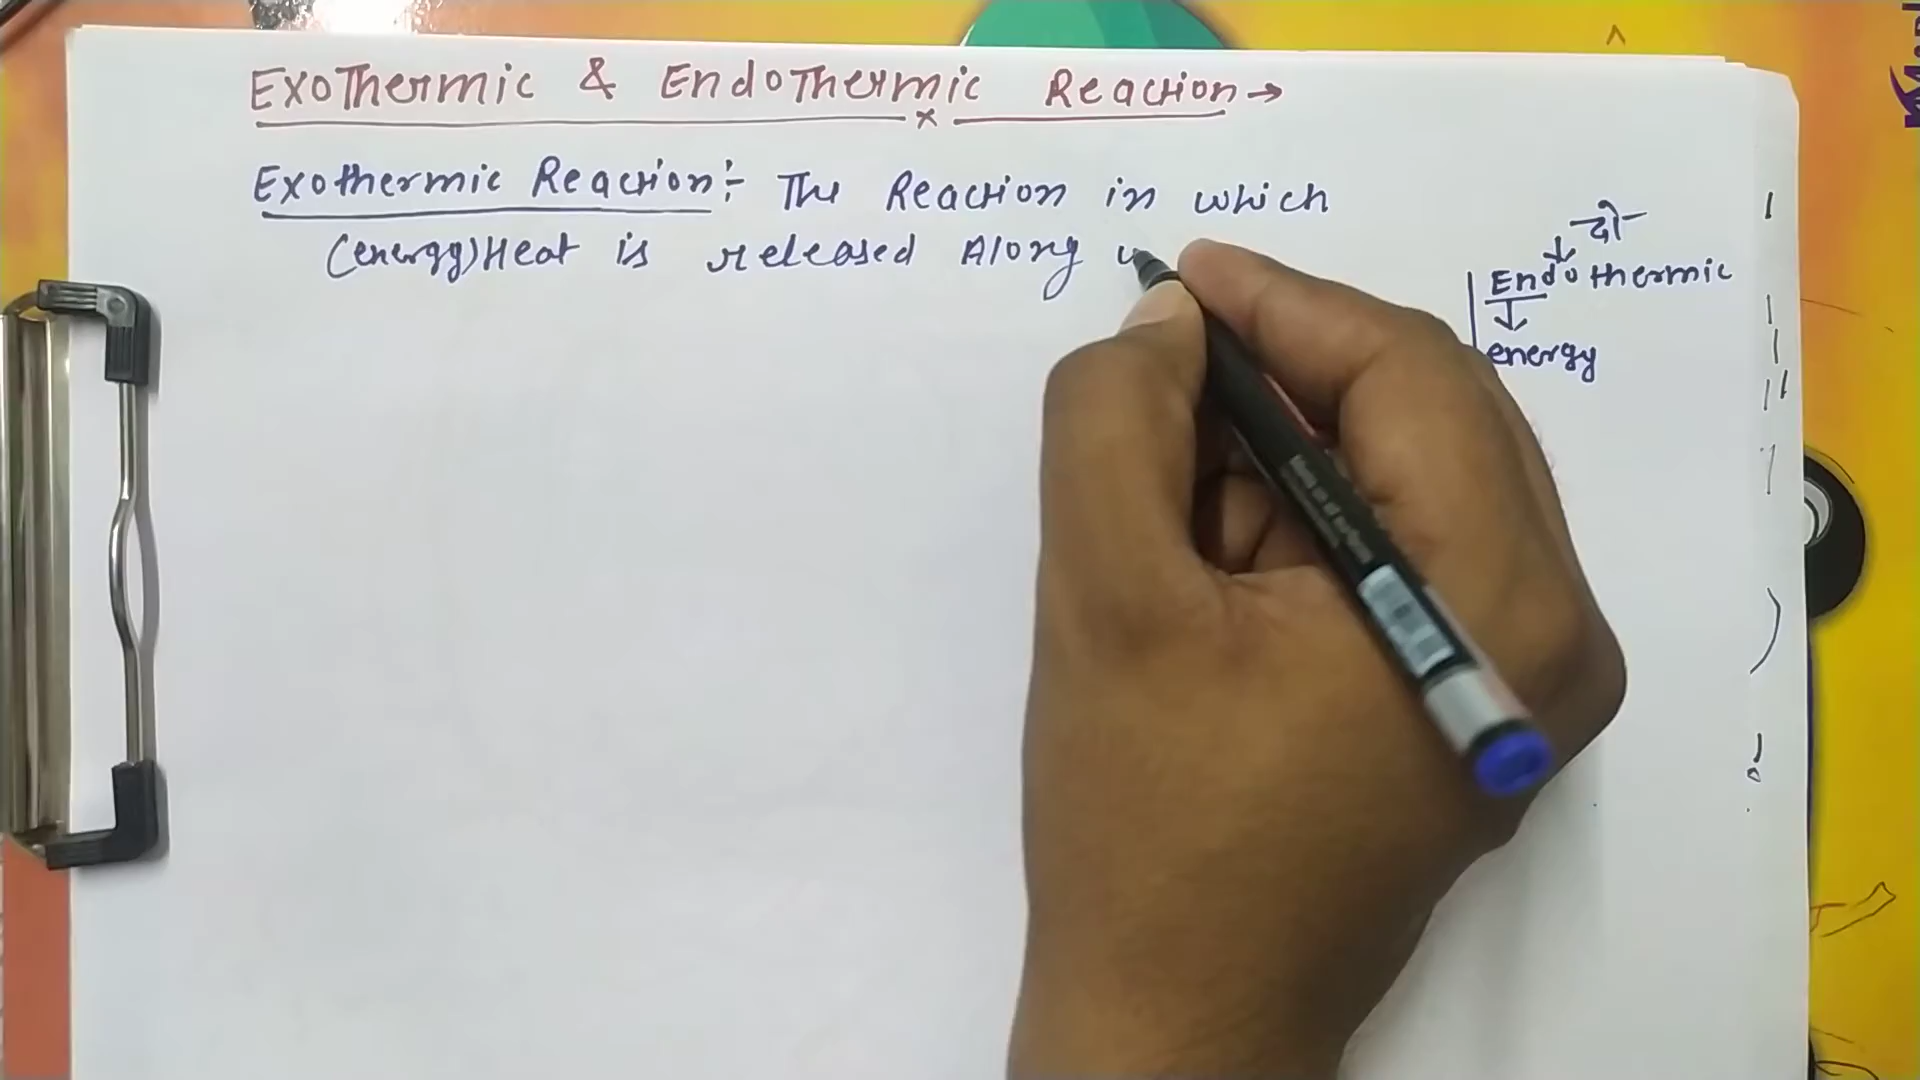 Exothermic & Endothermic Reaction→
Exothermic Reaction:- The Reaction in which
(energy)Heat is released Along
दो
Endothermic
energy